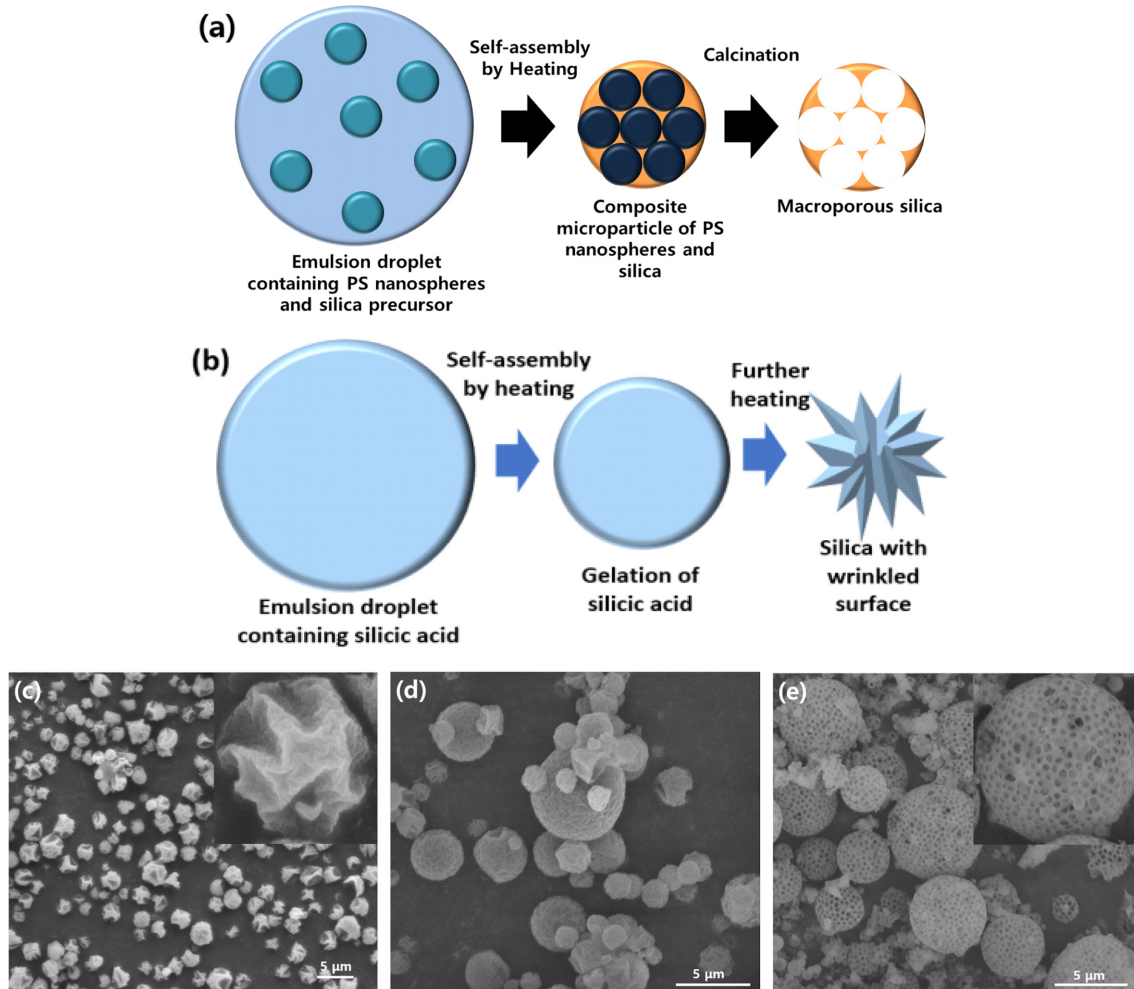 (a)
Self-assembly
by Heating
Calcination
Emulsion droplet
containing PS nanospheres
and silica precursor
Composite
microparticle of PS
nanospheres and
silica
Macroporous silica
(b)
Self-assembly
by heating
Further
heating
Emulsion droplet
containing silicic acid
Gelation of
silicic acid
Silica with
wrinkled
surface
(c)
5 µm
(d)
5 µm
(e)
5 µm